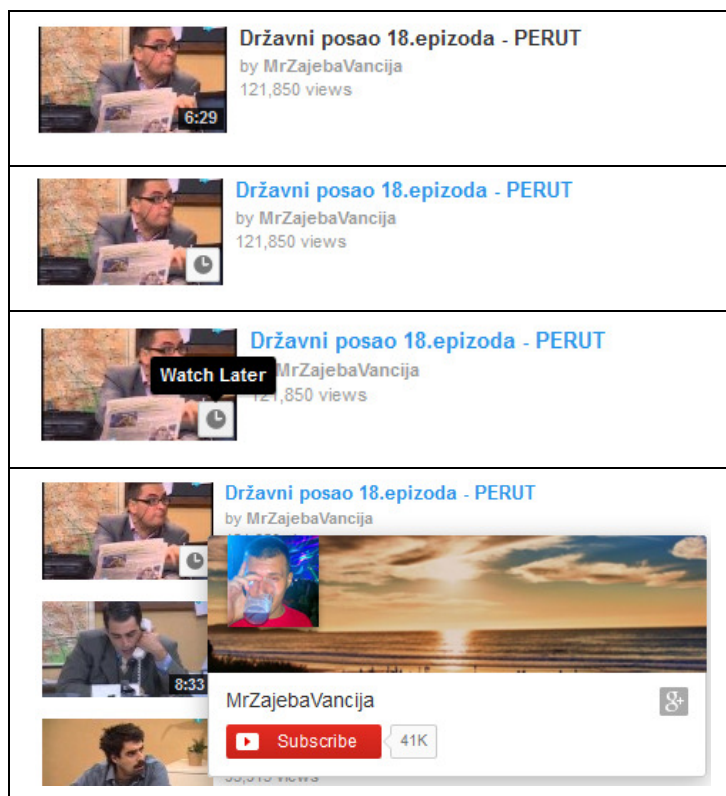 Državni posao 18.epizoda - PERUT
by MrZajebaVancija
121,850 views
6:29
Državni posao 18.epizoda - PERUT
by MrZajebaVancija
121,850 views
Državni posao 18.epizoda - PERUT
MrZajebaVancija
Watch Later
121,850 views
Državni posao 18.epizoda - PERUT
by MrZajebaVancija
8:33
MrZajebaVancija
g+
Subscribe
41K
views